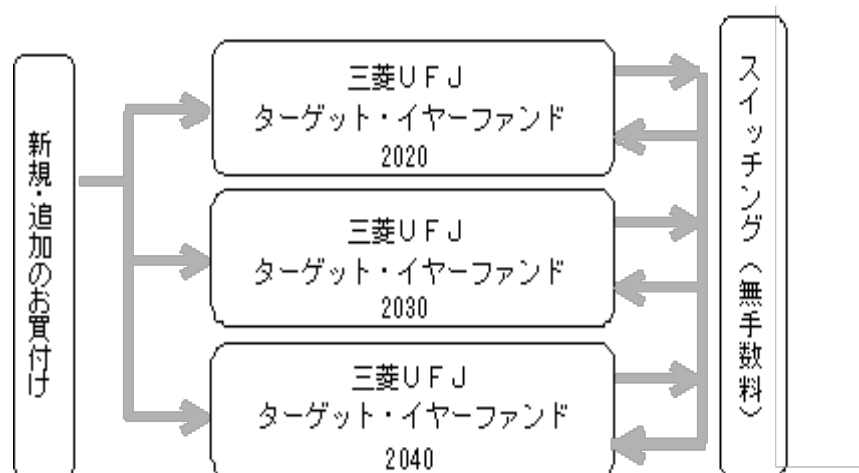 新規・追加のお買付け
三菱ＵＦＪ
ターゲット・イヤーファンド
2020
三菱ＵＦＪ
ターゲット・イヤーファンド
2030
三菱ＵＦＪ
ターゲット・イヤーファンド
2040
スイッチング（無手数料）